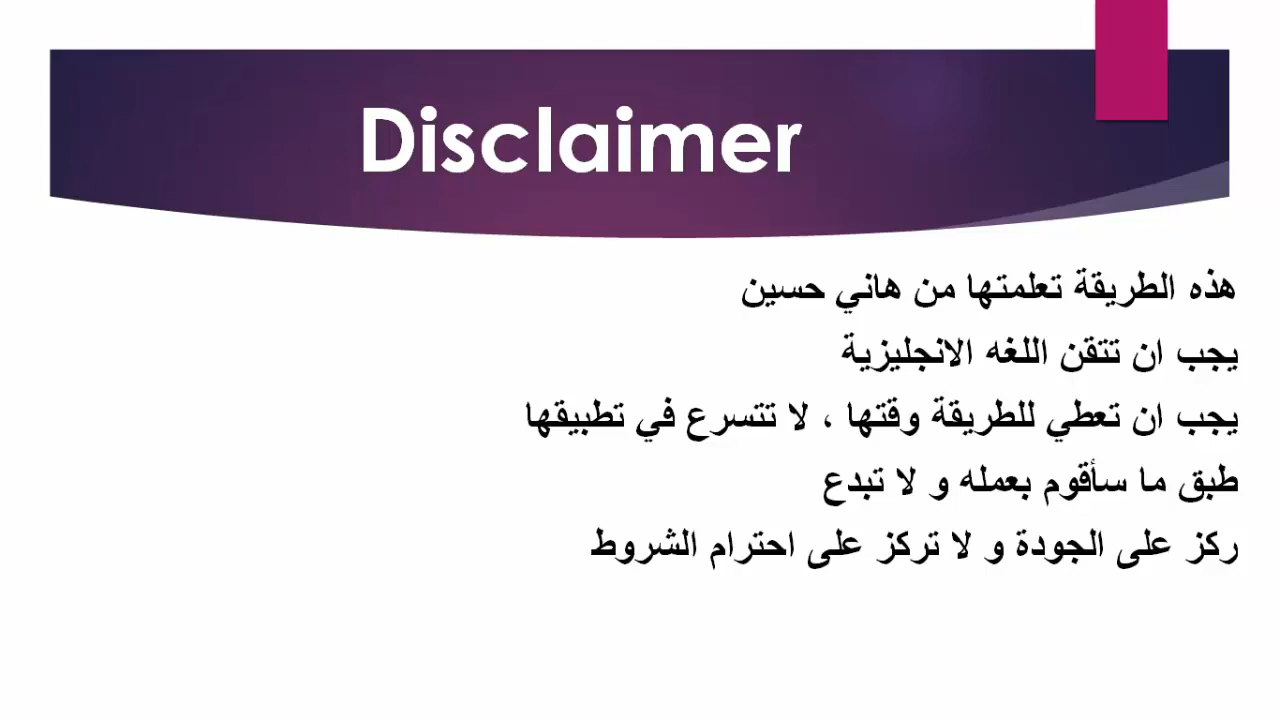 Disclaimer
هذه الطريقة تعلمتها من هاني حسين
يجب ان تتقن اللغه الانجليزية
يجب ان تعطي للطريقة وقتها ، لا تتسرع في تطبيقها
طبق ما سأقوم بعمله و لا تبدع
ركز على الجودة و لا تركز على احترام الشروط